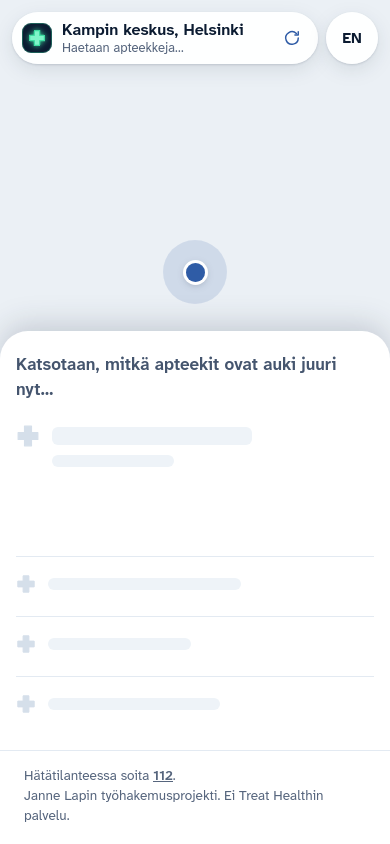 Kampin keskus, Helsinki
Haetaan apteekkeja...
EN
Katsotaan, mitkä apteekit ovat auki juuri
nyt...
Hätätilanteessa soita 112.
Janne Lapin työhakemusprojekti. Ei Treat Healthin
palvelu.